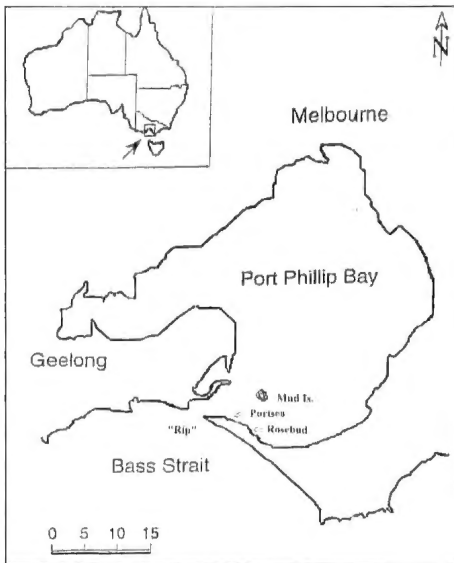 N
Melbourne
Port Phillip Bay
Geelong
Mud Is.
Portsea
Rosebud
"Rip"
Bass Strait
0 5 10 15